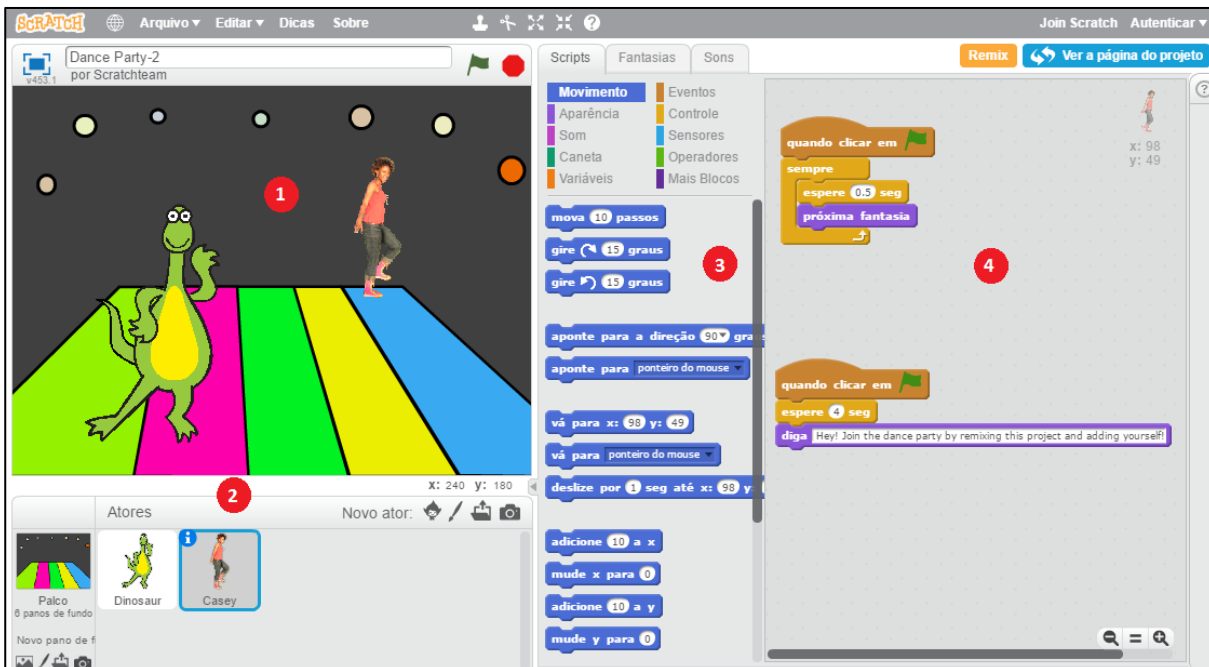 SCRATCH Arquivo Editar Dicas Sobre Join Scratch Autenticar
v453.1 Dance Party-2
por Scratchteam
1
x: 240 y: 180
2
Atores Novo ator:
Palco
6 panos de fundo
Dinosaur
Casey
Novo pano de f
Scripts Fantasias Sons
Remix Ver a página do projeto
Movimento Eventos
Aparência Controle
Som Sensores
Caneta Operadores
Variáveis Mais Blocos
mova 10 passos
gire 15 graus
gire 15 graus
aponte para a direção 90 grau
aponte para ponteiro do mouse
vá para x: 98 y: 49
vá para ponteiro do mouse
deslize por 1 seg até x: 98 y:
adicione 10 a x
mude x para 0
adicione 10 a y
mude y para 0
3
quando clicar em
sempre
espere 0.5 seg
próxima fantasia
x: 98
y: 49
4
quando clicar em
espere 4 seg
diga Hey! Join the dance party by remixing this project and adding yourself!